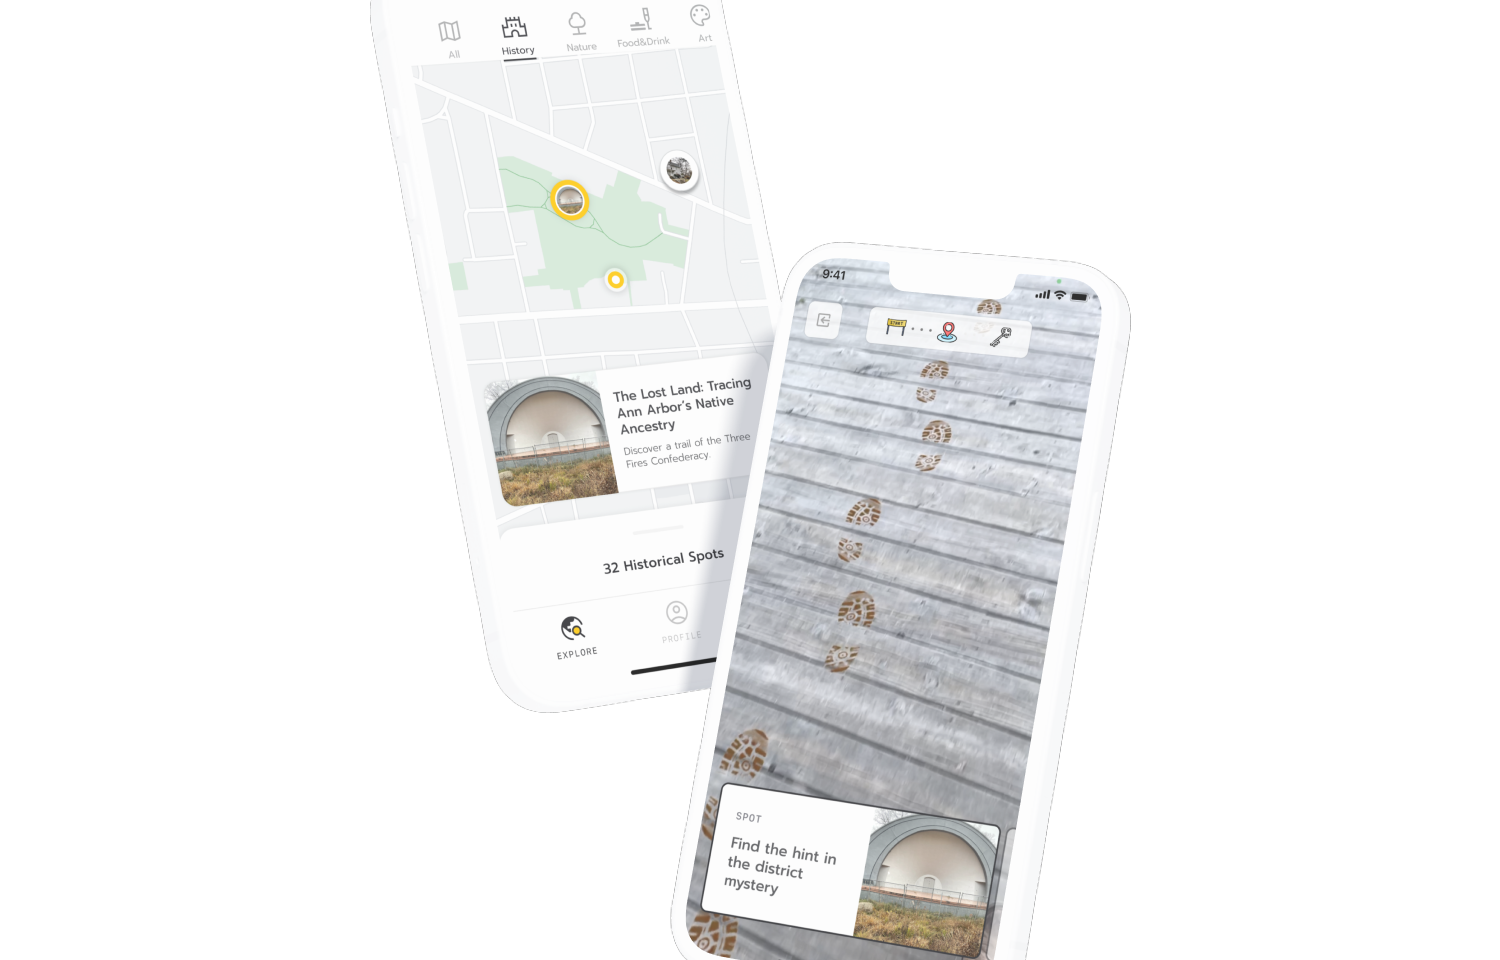 All
History
Nature
Food&Drink
Art
The Lost Land: Tracing
Ann Arbor's Native
Ancestry
Discover a trail of the Three
Fires Confederacy.
32 Historical Spots
EXPLORE
PROFILE
9:41
START
SPOT
Find the hint in
the district
mystery